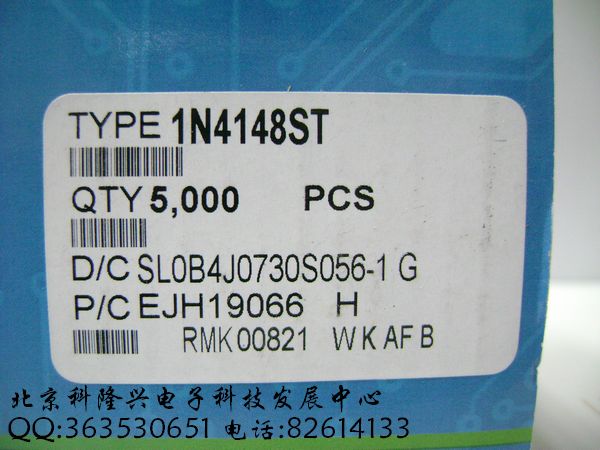 TYPE 1N4148ST
QTY 5,000 PCS
D/C SL0B4J0730S056-1 G
P/C EJH19066 H
RMK 00821 W K AF B
北京科隆兴电子科技发展中心
QQ:363530651 电话:82614133